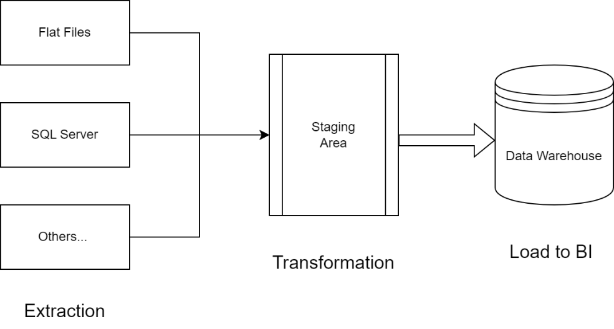 Flat Files
SQL Server
Others...
Extraction
Staging
Area
Transformation
Data Warehouse
Load to BI